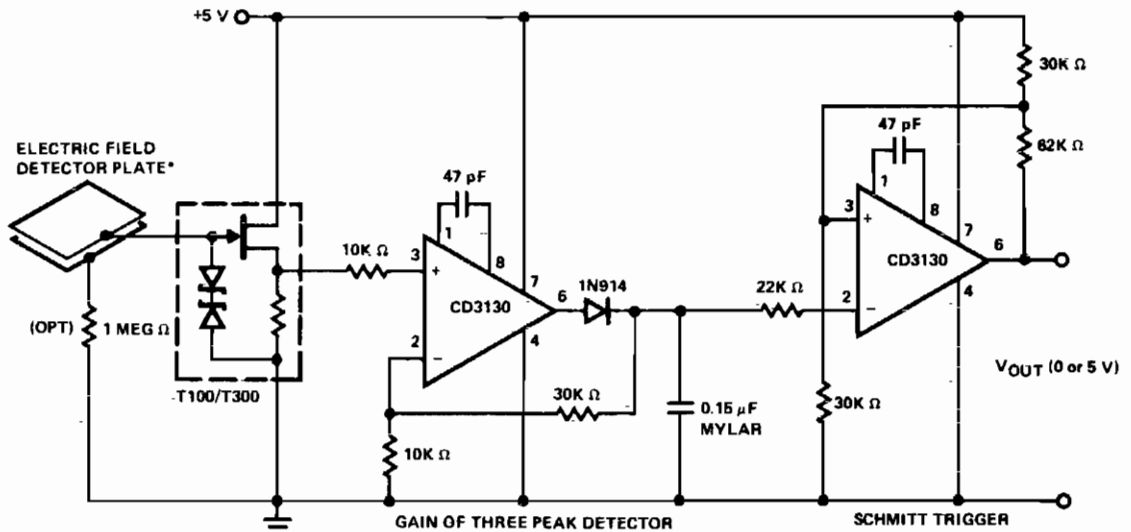 +5 V
30K Ω
ELECTRIC FIELD
DETECTOR PLATE*
47 pF
47 pF
62K Ω
1
8
3
+
7
6
CD3130
2
−
4
10K Ω
3
+
1
8
7
1N914
CD3130
6
22K Ω
2
−
4
(OPT)
1 MEG Ω
T100/T300
30K Ω
0.15 μF
MYLAR
30K Ω
VOUT (0 or 5 V)
10K Ω
GAIN OF THREE PEAK DETECTOR
SCHMITT TRIGGER